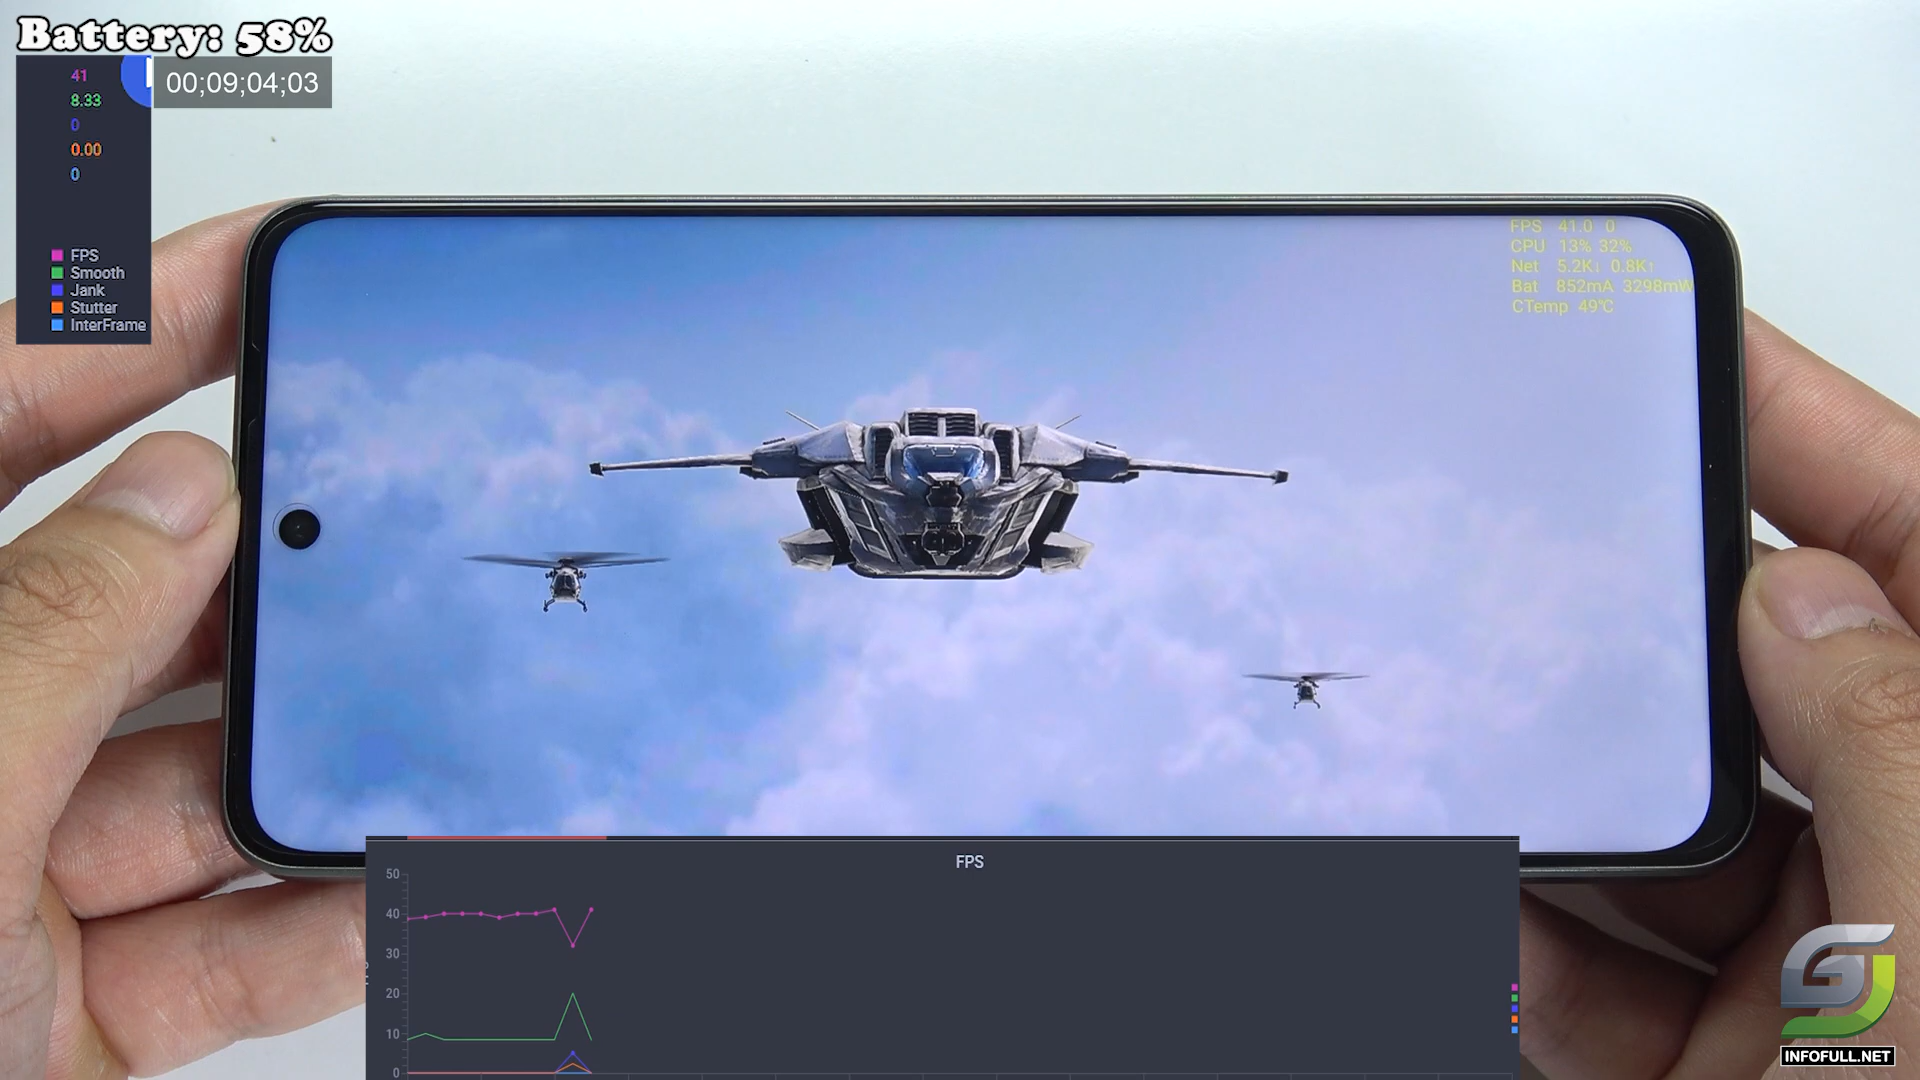 Battery: 58%
00;09;04;03
41
8.33
0
0.00
0
FPS
Smooth
Jank
Stutter
InterFrame
FPS 41.0 0
CPU 13% 32%
Net 5.2K↓ 0.8K↑
Bat 852mA 3298mW
CTemp 49℃
FPS
50
40
30
20
10
0
INFOFULL.NET